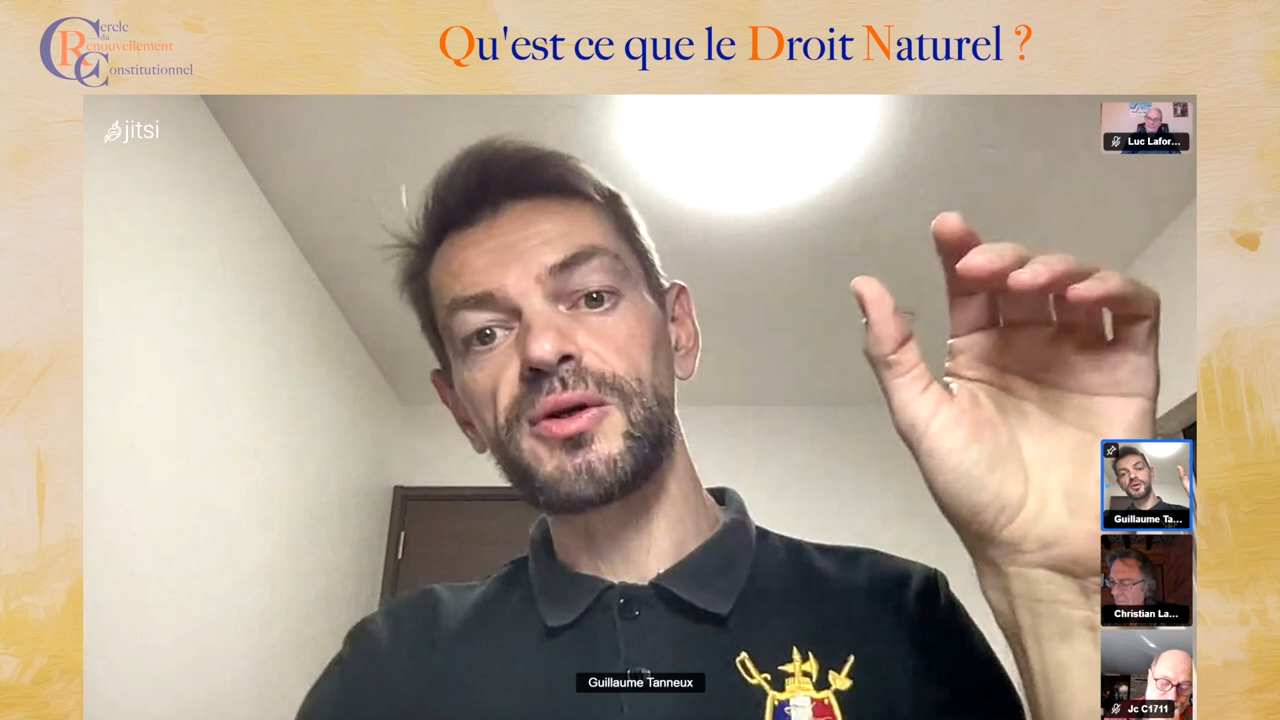 Cercle
du
Renouvellement
Constitutionnel
Qu'est ce que le Droit Naturel ?
jitsi
Luc Lafor...
Guillaume Ta...
Christian La...
Guillaume Tanneux
Jc C1711